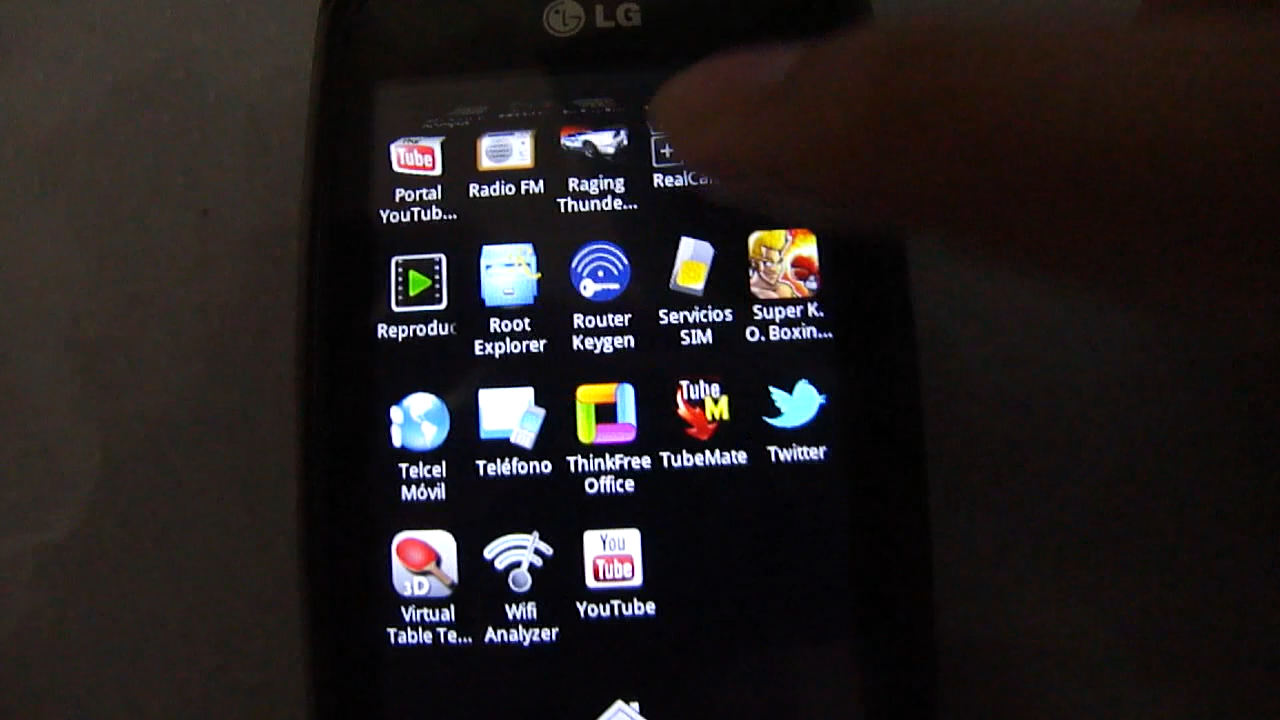 LG
Tube
Portal
YouTub...
Radio FM
Raging
Thunde...
RealCa
Reproduc
Root
Explorer
Router
Keygen
Servicios
SIM
Super K.
O. Boxin...
Telcel
Móvil
Teléfono
ThinkFree
Office
Tube
M
TubeMate
Twitter
3D
Virtual
Table Te...
Wifi
Analyzer
You
Tube
YouTube